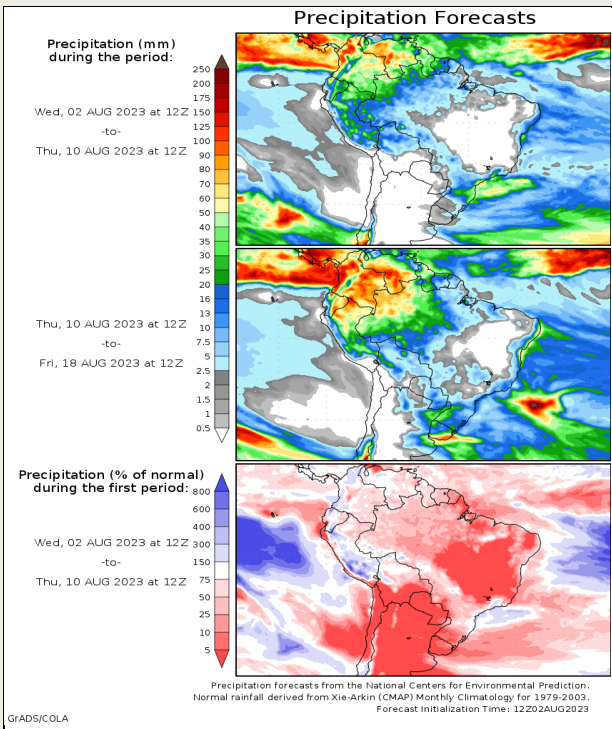 Precipitation Forecasts
Precipitation (mm)
during the period:
Wed, 02 AUG 2023 at 12Z
-to-
Thu, 10 AUG 2023 at 12Z
250
200
175
150
125
100
90
80
70
60
50
40
35
30
25
20
16
13
10
7.5
5
2.5
2
1.5
1
0.5
Thu, 10 AUG 2023 at 12Z
-to-
Fri, 18 AUG 2023 at 12Z
Precipitation (% of normal)
during the first period:
Wed, 02 AUG 2023 at 12Z
-to-
Thu, 10 AUG 2023 at 12Z
800
600
400
300
150
75
50
25
10
5
Precipitation forecasts from the National Centers for Environmental Prediction.
Normal rainfall derived from Xie-Arkin (CMAP) Monthly Climatology for 1979-2003.
Forecast Initialization Time: 12Z02AUG2023
GrADS/COLA